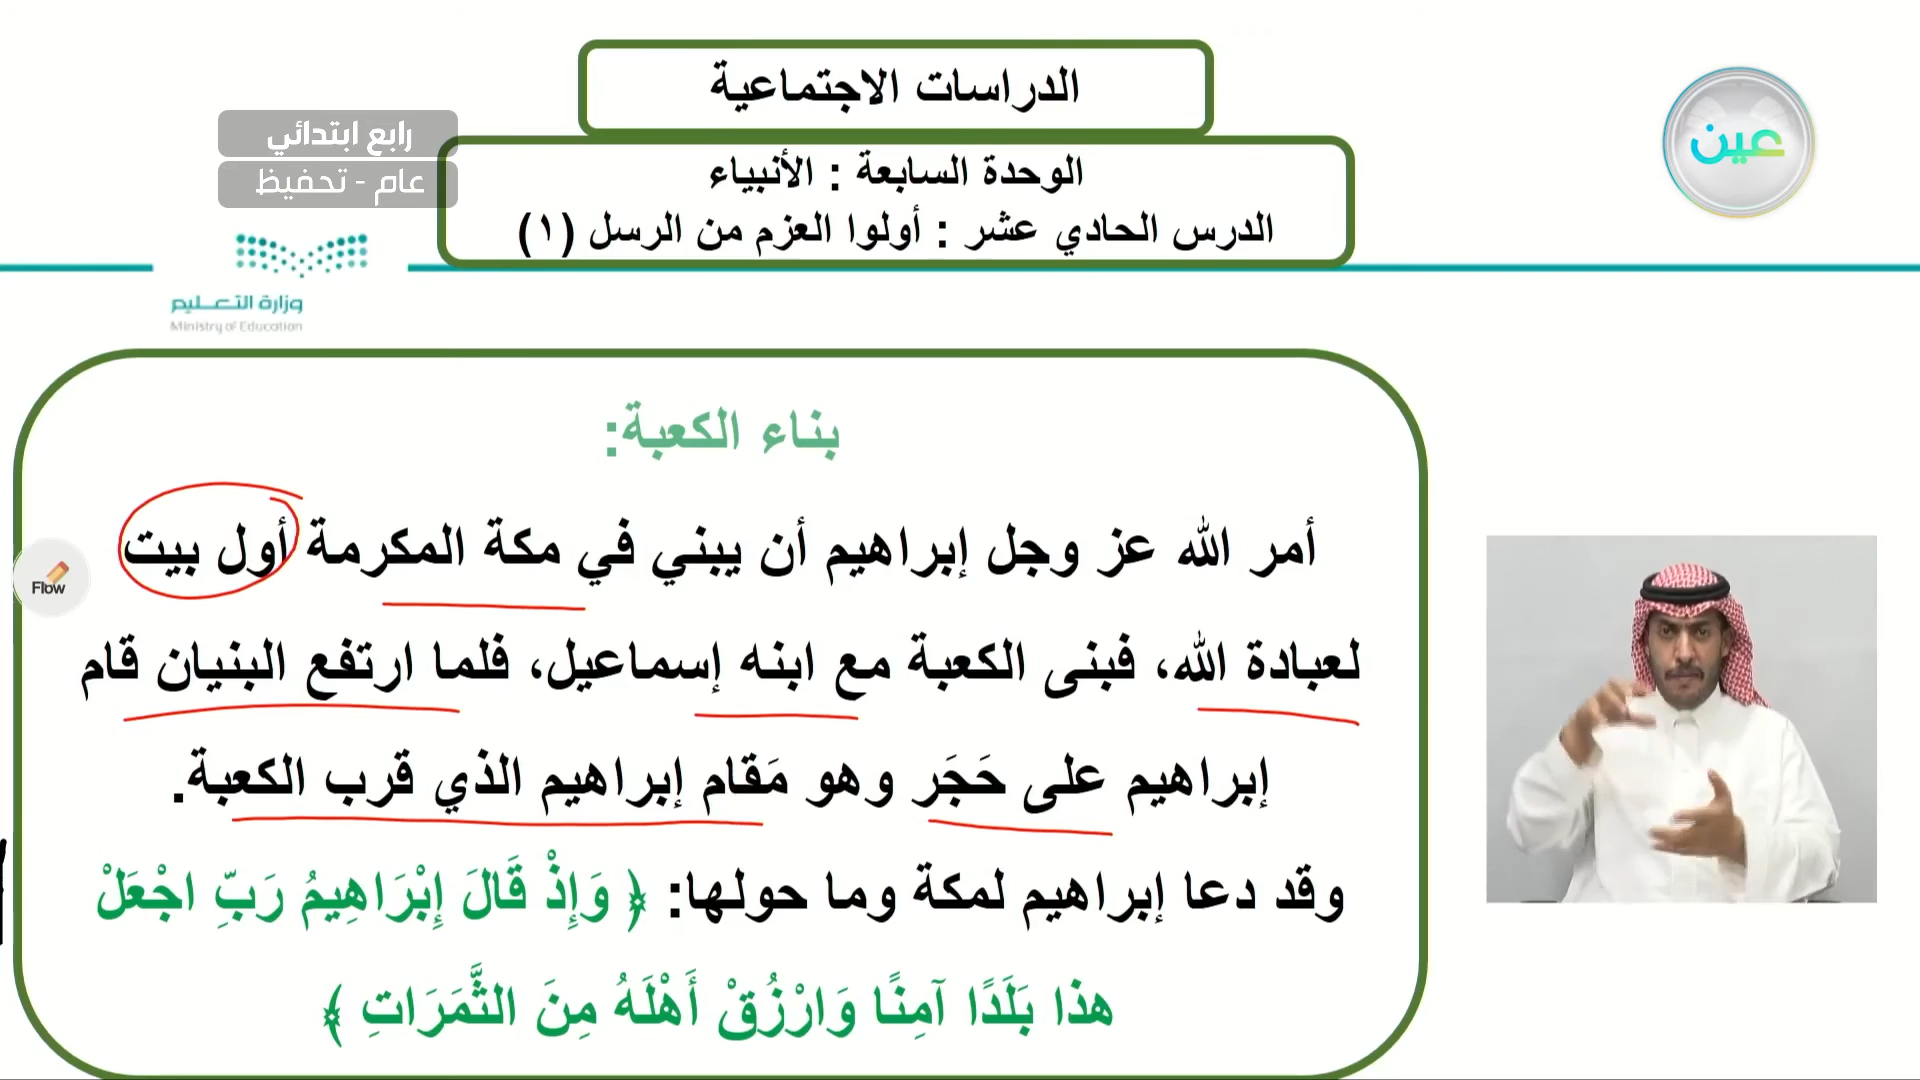 الدراسات الاجتماعية
عين
رابع ابتدائي
عام - تحفيظ
الوحدة السابعة : الأنبياء
الدرس الحادي عشر : أولوا العزم من الرسل (١)
وزارة التعـــليم
Ministry of Education
بناء الكعبة:
أمر الله عز وجل إبراهيم أن يبني في مكة المكرمة أول بيت
Flow
لعبادة الله، فبنى الكعبة مع ابنه إسماعيل، فلما ارتفع البنيان قام
إبراهيم على حَجَر وهو مَقام إبراهيم الذي قرب الكعبة.
وقد دعا إبراهيم لمكة وما حولها: ﴿ وَإِذْ قَالَ إِبْرَاهِيمُ رَبِّ اجْعَلْ
هذا بَلَدًا آمِنًا وَارْزُقْ أَهْلَهُ مِنَ الثَّمَرَاتِ ﴾